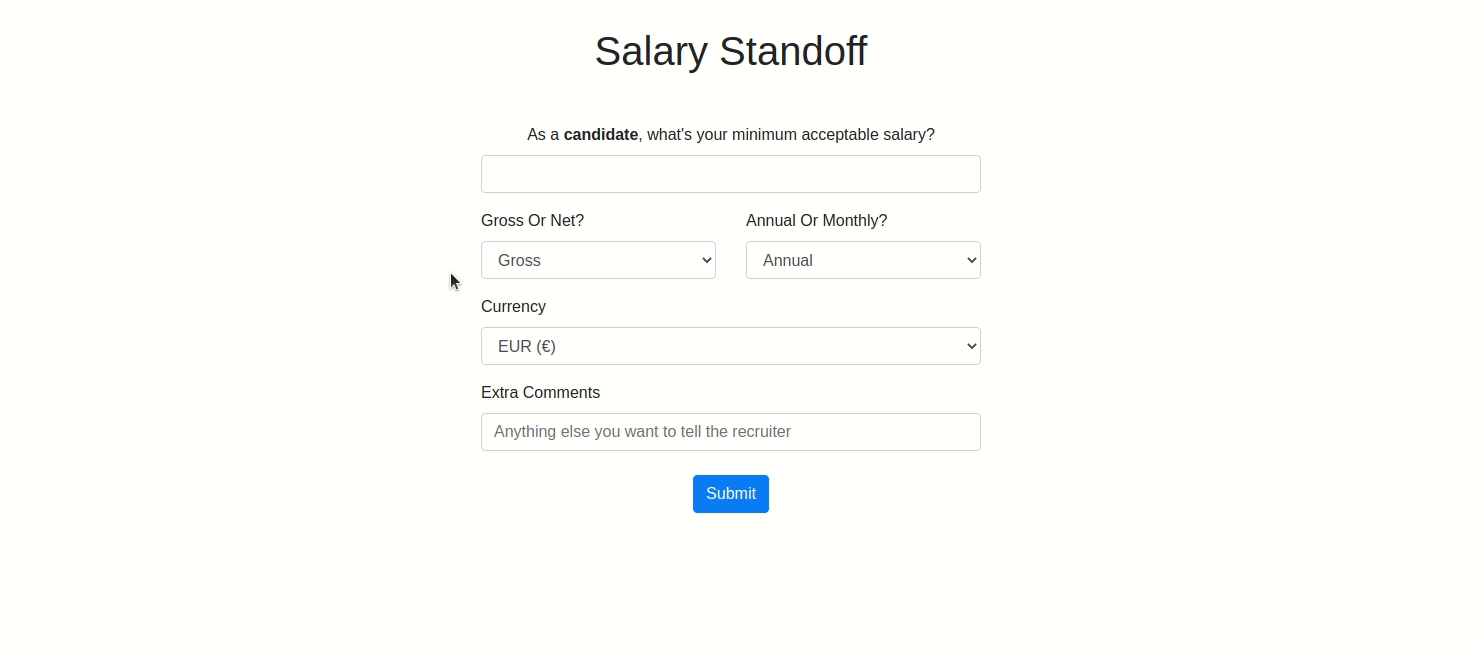 Salary Standoff
As a candidate, what's your minimum acceptable salary?
Gross Or Net?
Annual Or Monthly?
Gross
Annual
Currency
EUR (€)
Extra Comments
Anything else you want to tell the recruiter
Submit